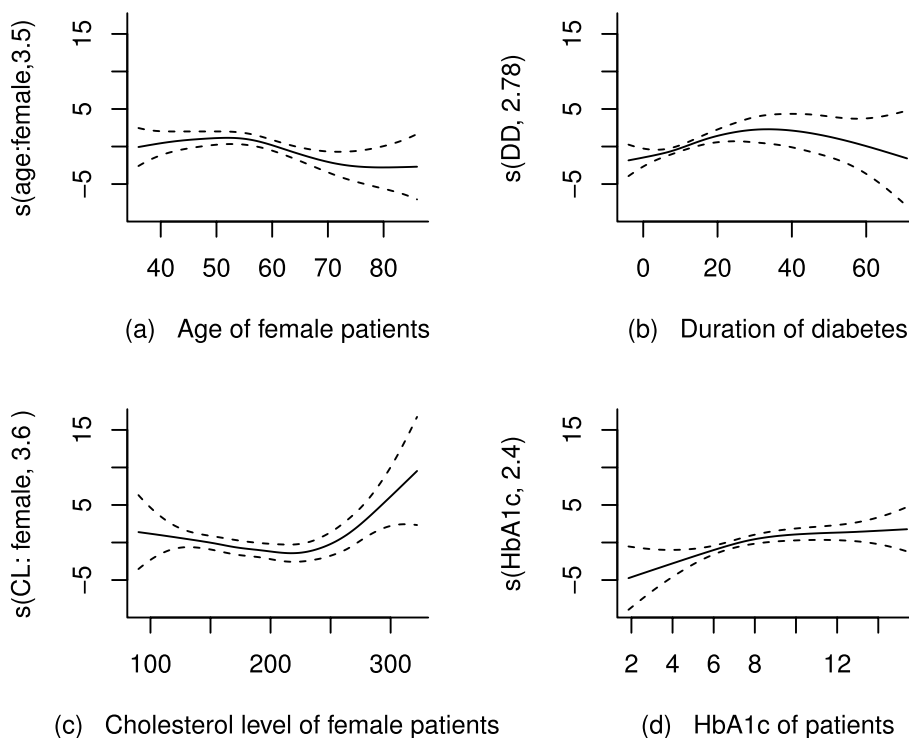 s(age:female,3.5)
15
5
−5
40 50 60 70 80
(a) Age of female patients
s(DD, 2.78)
15
5
−5
0 20 40 60
(b) Duration of diabetes
s(CL: female, 3.6 )
15
5
−5
100 200 300
(c) Cholesterol level of female patients
s(HbA1c, 2.4)
15
5
−5
2 4 6 8 12
(d) HbA1c of patients